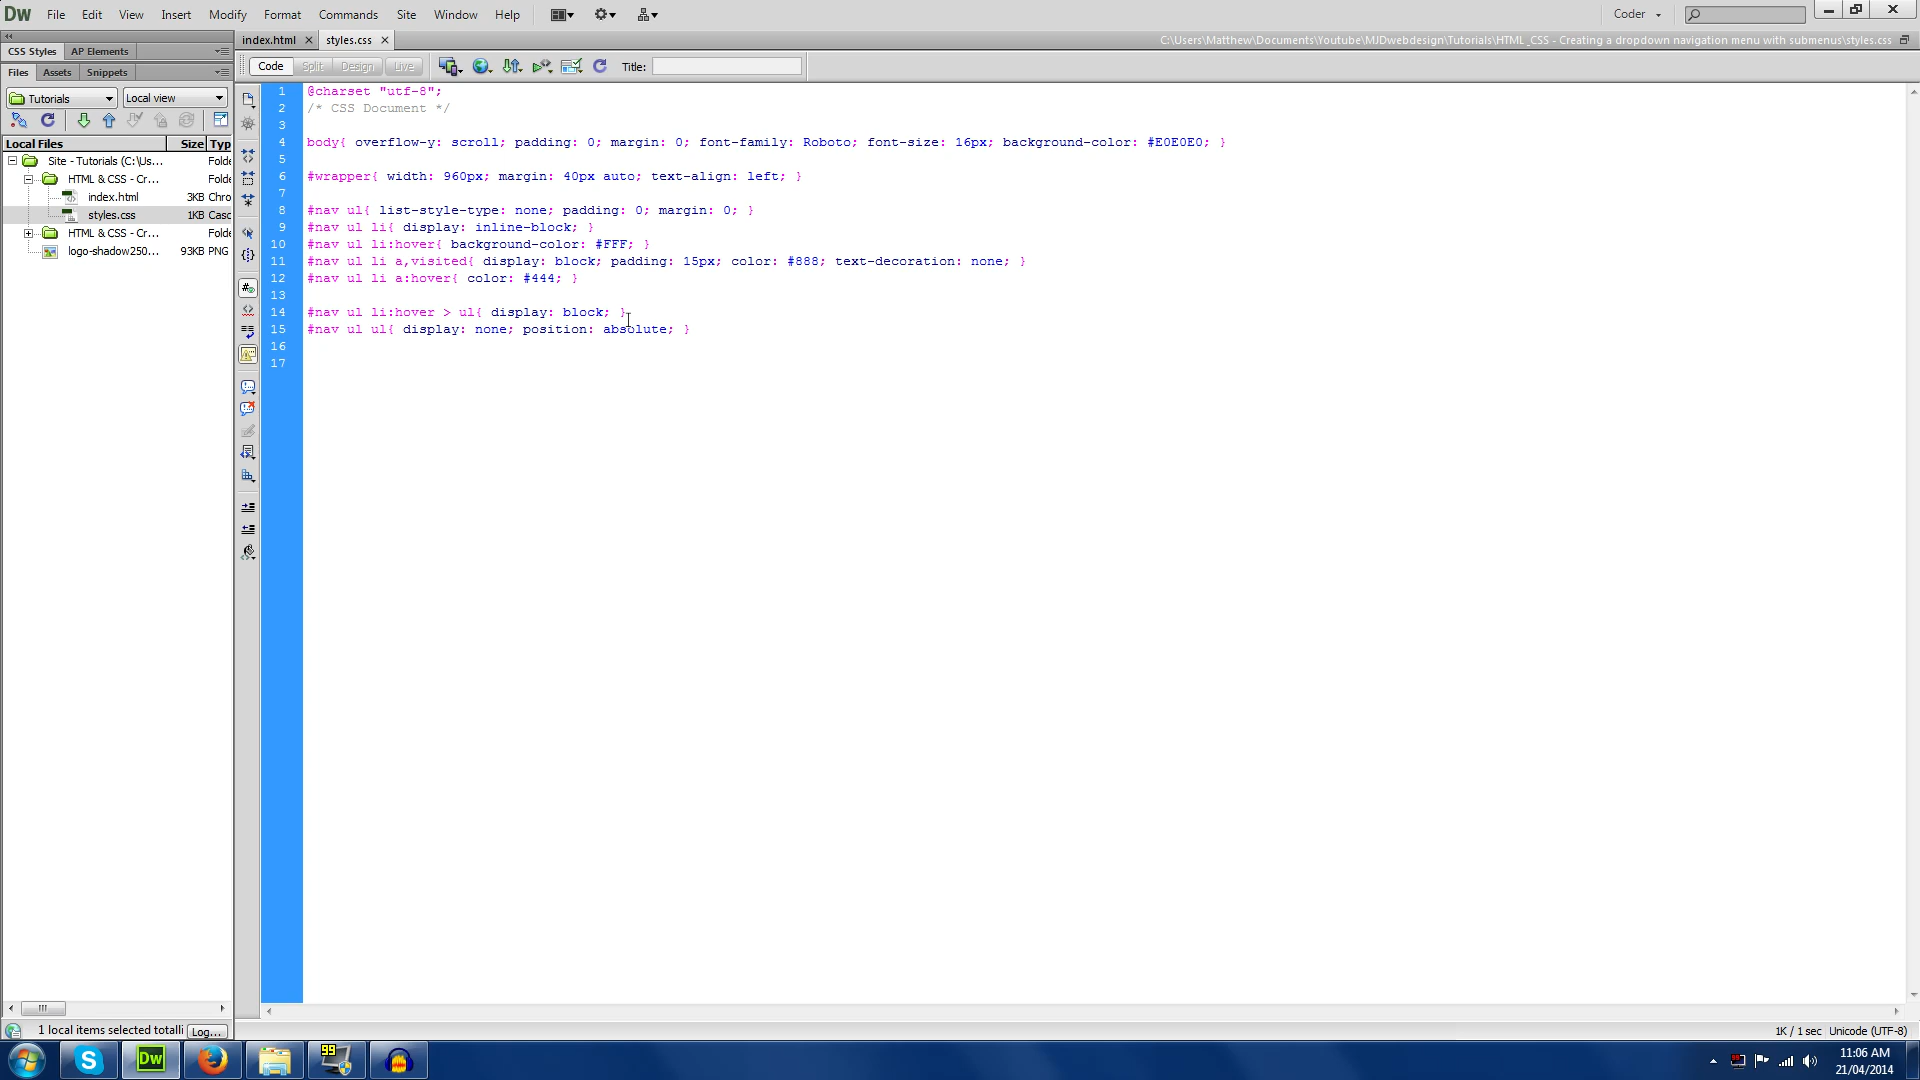 Dw File Edit View Insert Modify Format Commands Site Window Help Coder
CSS Styles AP Elements
Files Assets Snippets
Tutorials Local view
Local Files Size Typ
Site - Tutorials (C:\Us... Folde
HTML & CSS - Cr... Folde
index.html 3KB Chro
styles.css 1KB Casc
HTML & CSS - Cr... Folde
logo-shadow250... 93KB PNG
index.html styles.css C:\Users\Matthew\Documents\Youtube\MJDwebdesign\Tutorials\HTML_CSS - Creating a dropdown navigation menu with submenus\styles.css
Code Split Design Live Title:
1 @charset "utf-8";
2 /* CSS Document */
3
4 body{ overflow-y: scroll; padding: 0; margin: 0; font-family: Roboto; font-size: 16px; background-color: #E0E0E0; }
5
6 #wrapper{ width: 960px; margin: 40px auto; text-align: left; }
7
8 #nav ul{ list-style-type: none; padding: 0; margin: 0; }
9 #nav ul li{ display: inline-block; }
10 #nav ul li:hover{ background-color: #FFF; }
11 #nav ul li a,visited{ display: block; padding: 15px; color: #888; text-decoration: none; }
12 #nav ul li a:hover{ color: #444; }
13
14 #nav ul li:hover > ul{ display: block; }
15 #nav ul ul{ display: none; position: absolute; }
16
17
1 local items selected totalli Log...
1K / 1 sec Unicode (UTF-8)
S Dw 99
11:06 AM
21/04/2014